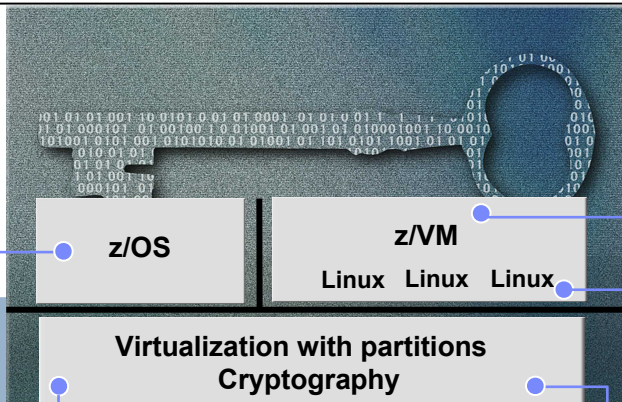 z/OS
z/VM
Linux Linux Linux
Virtualization with partitions
Cryptography